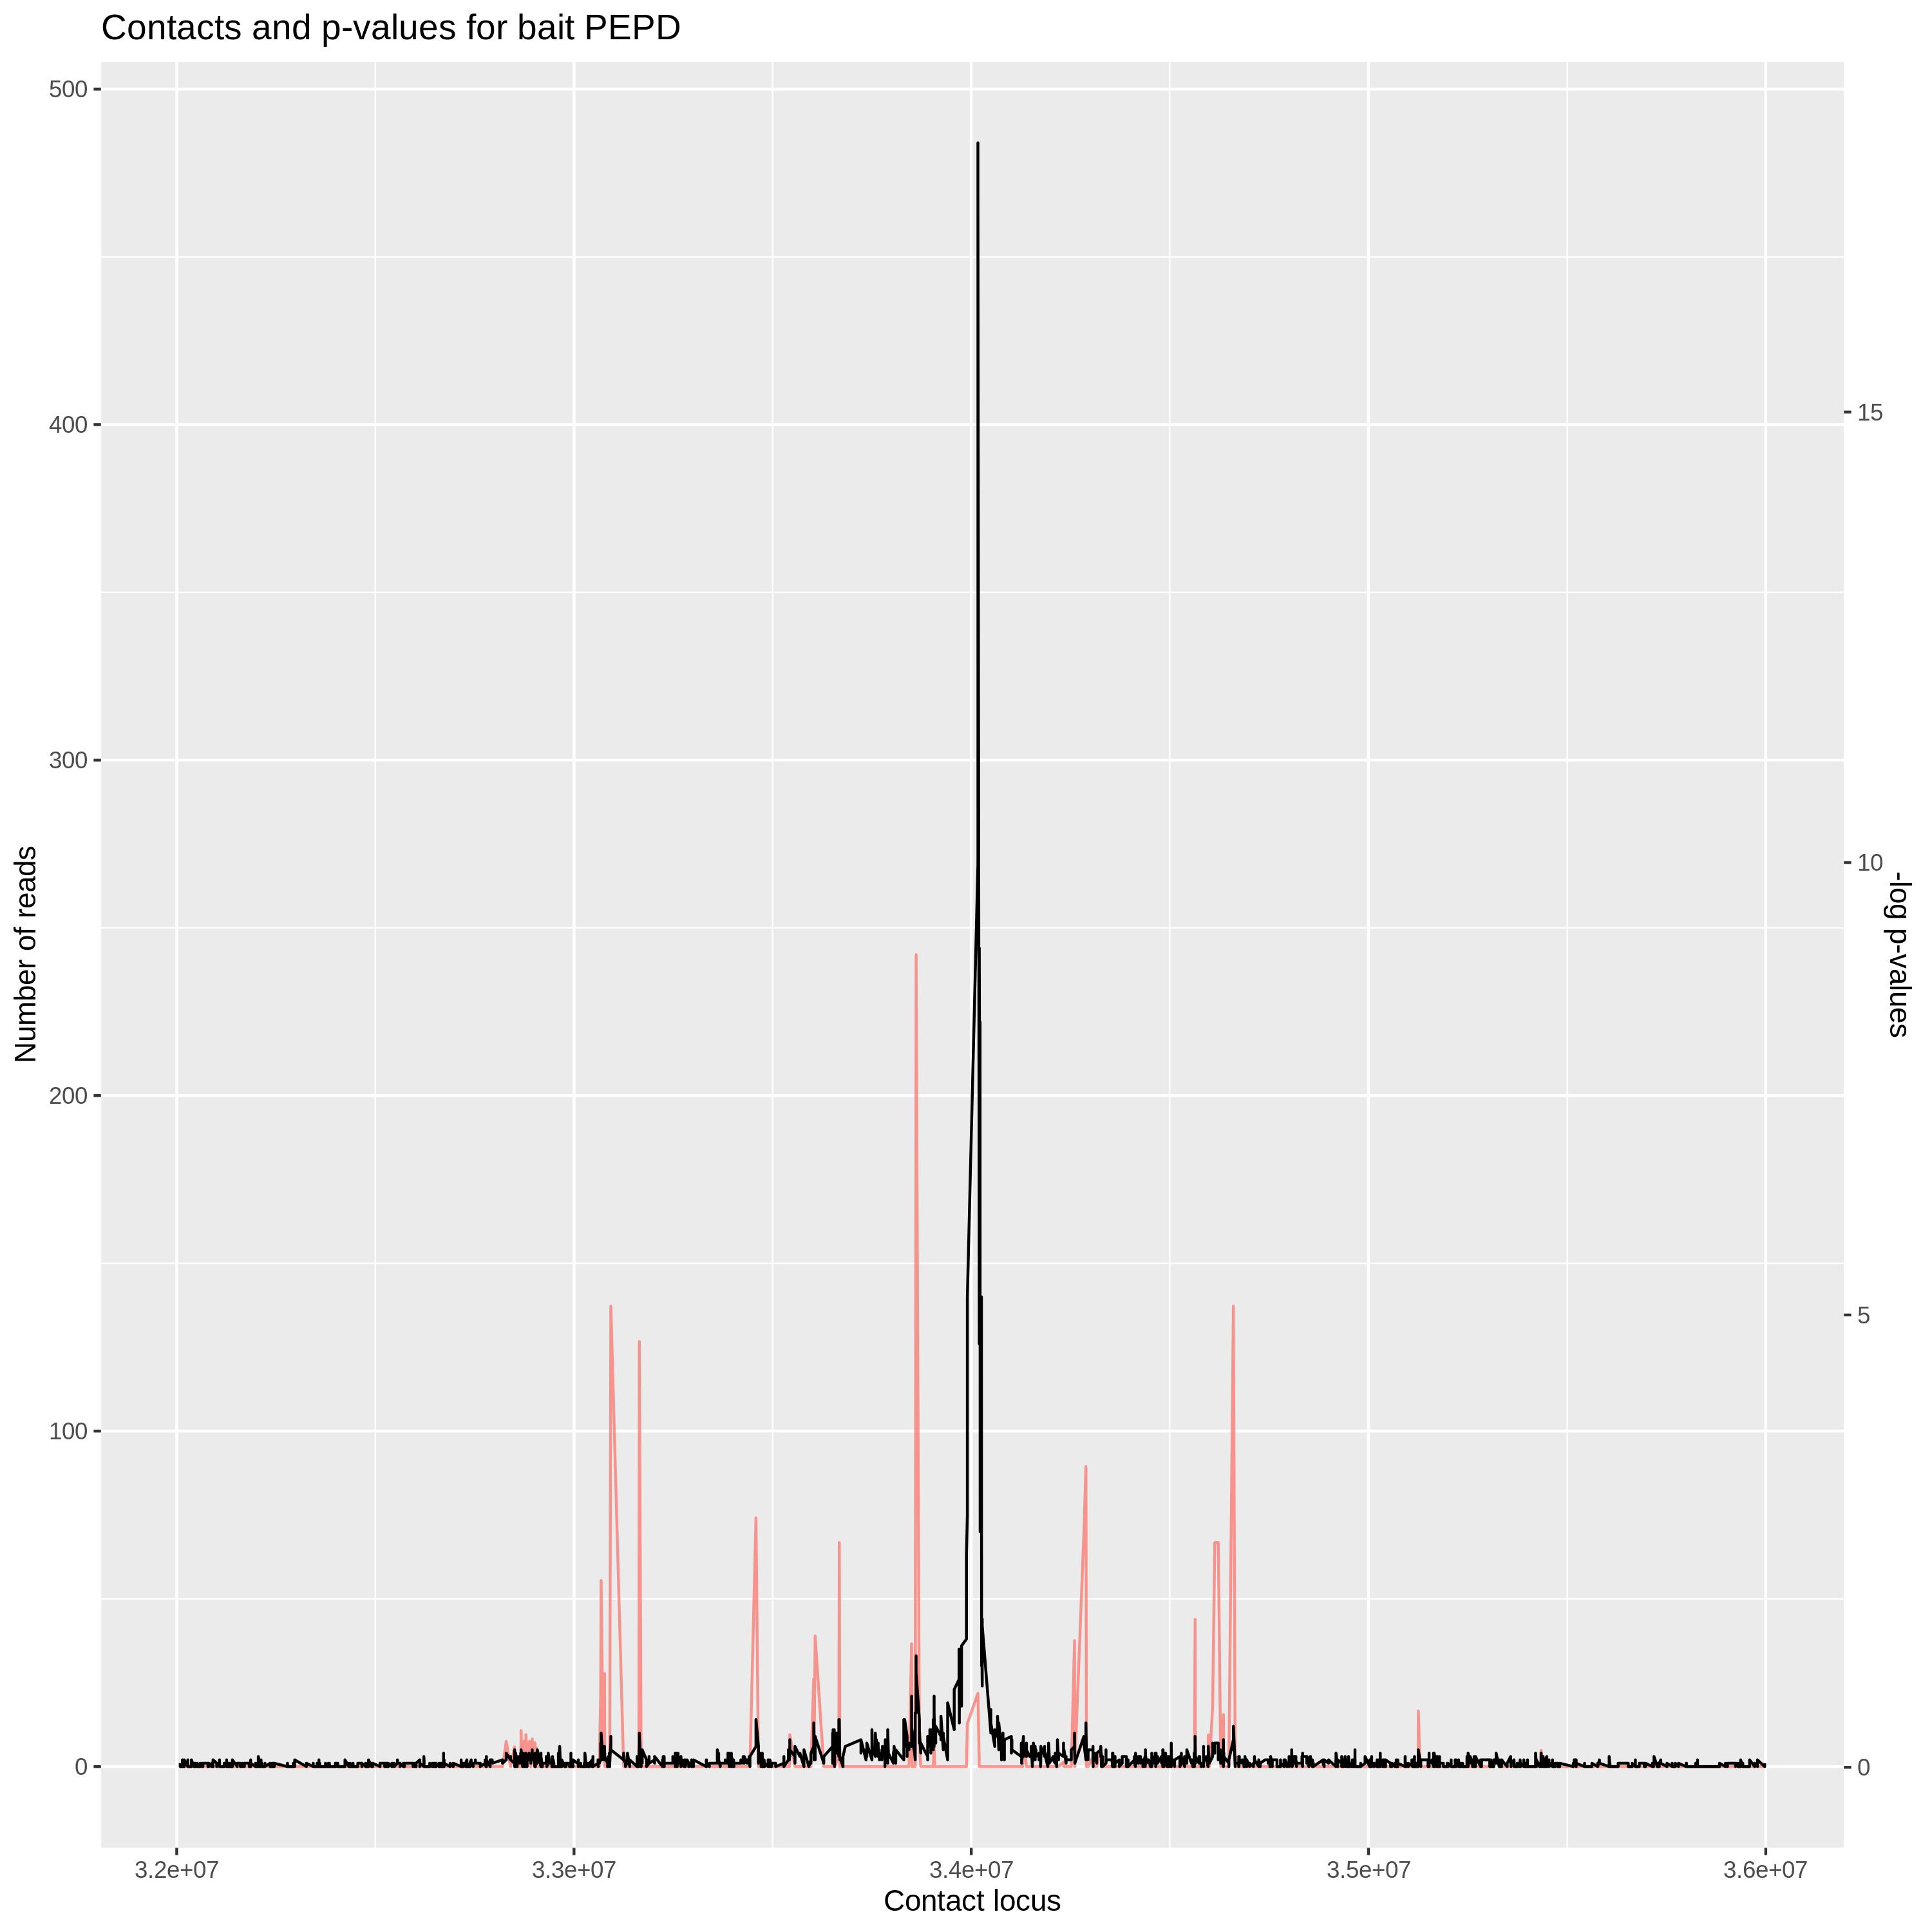 Contacts and p-values for bait PEPD
500
400
300
200
100
0
Number of reads
15
10
5
0
-log p-values
3.2e+07 3.3e+07 3.4e+07 3.5e+07 3.6e+07
Contact locus